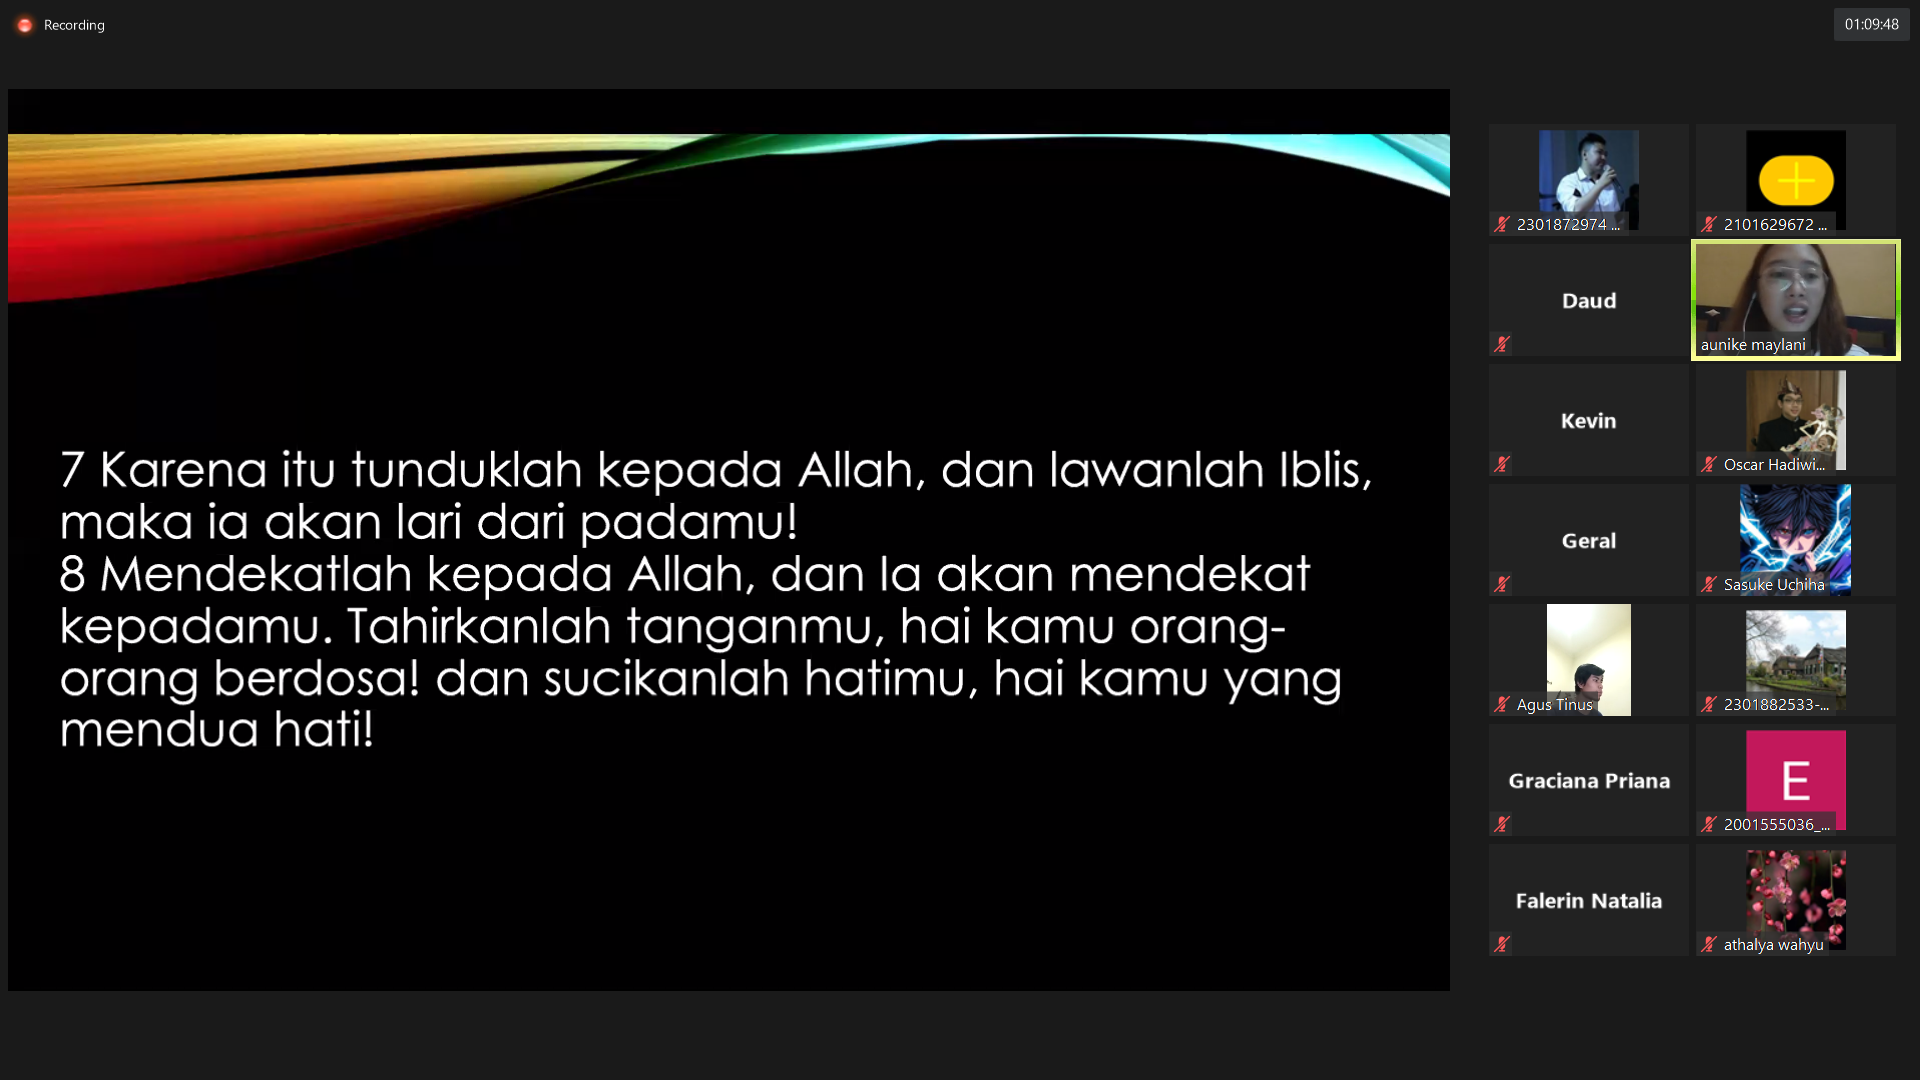 Recording
01:09:48
7 Karena itu tunduklah kepada Allah, dan lawanlah Iblis,
maka ia akan lari dari padamu!
8 Mendekatlah kepada Allah, dan Ia akan mendekat
kepadamu. Tahirkanlah tanganmu, hai kamu orang-
orang berdosa! dan sucikanlah hatimu, hai kamu yang
mendua hati!
2301872974 ...
2101629672 ...
Daud
aunike maylani
Kevin
Oscar Hadiwi...
Geral
Sasuke Uchiha
Agus Tinus
2301882533-...
Graciana Priana
E
2001555036_...
Falerin Natalia
athalya wahyu